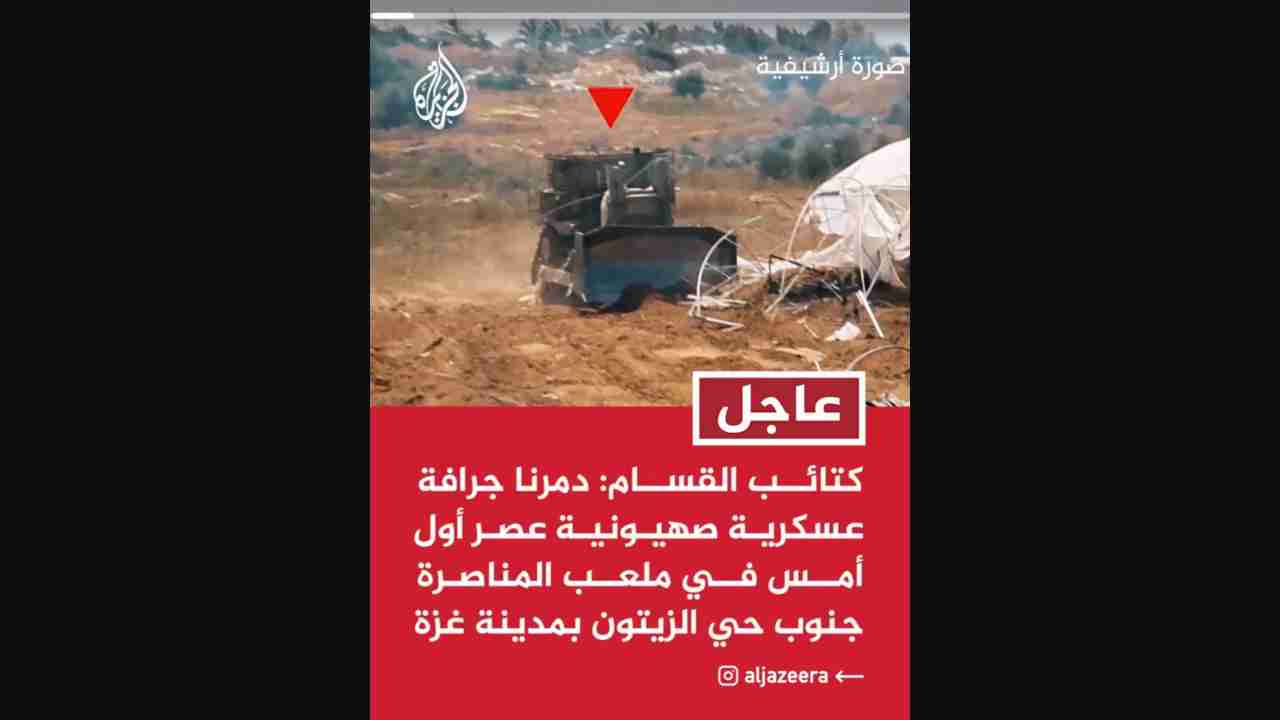 صورة أرشيفية
الجزيرة
عاجل
كتائب القسام: دمرنا جرافة
عسكرية صهيونية عصر أول
أمس في ملعب المناصرة
جنوب حي الزيتون بمدينة غزة
aljazeera